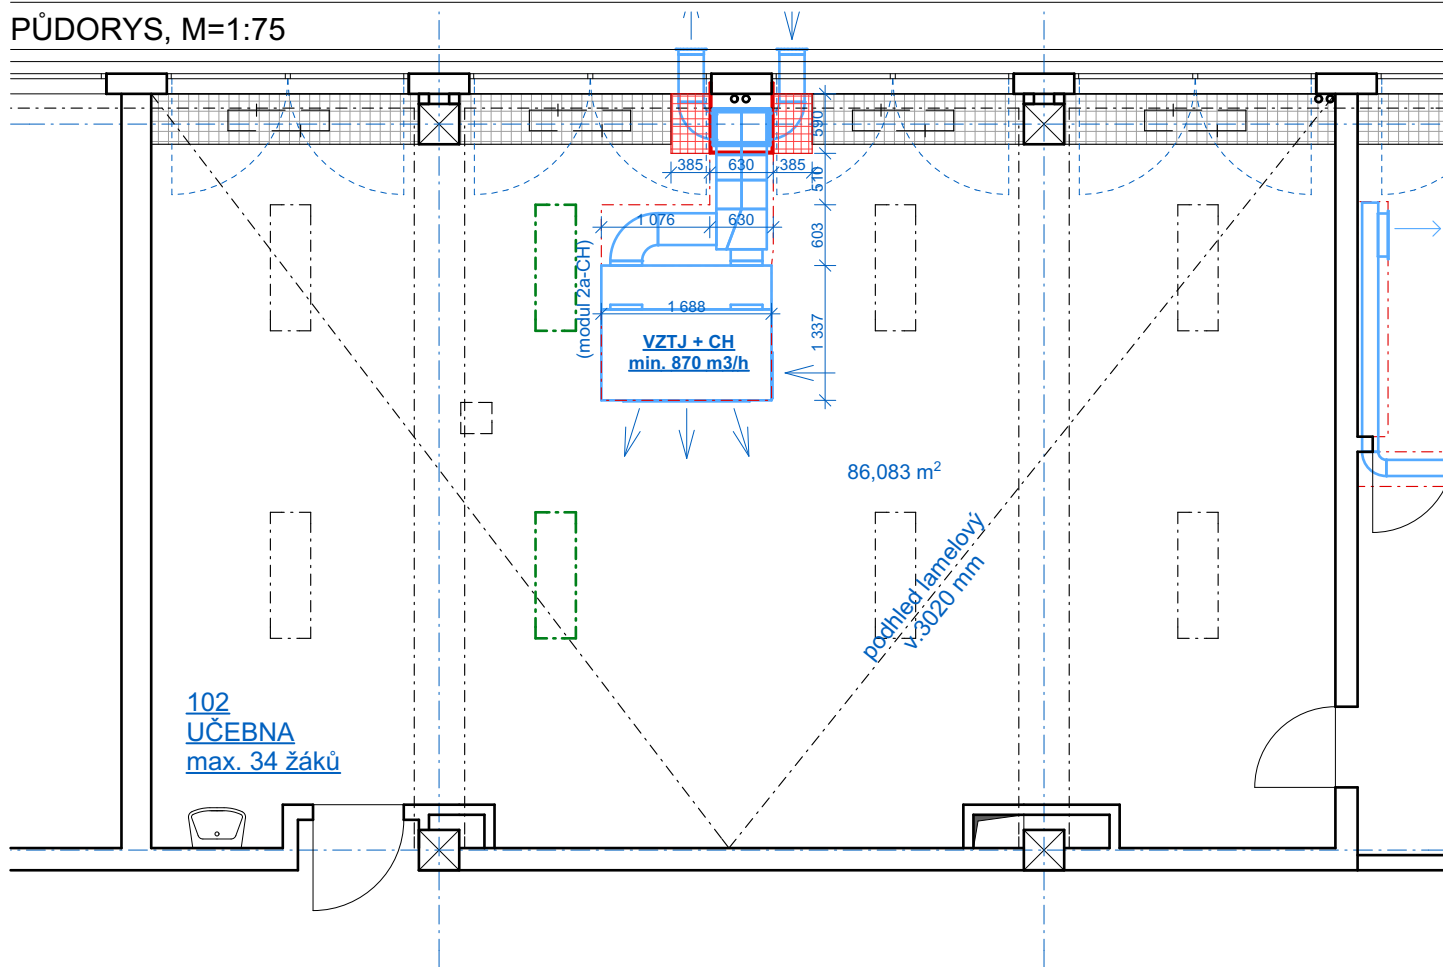 PŮDORYS, M=1:75
590
385
630
385
510
1 076
630
603
(modul 2a-CH)
1 688
1 337
VZTJ + CH
min. 870 m3/h
86,083 m²
podhled lamelový
v.3020 mm
102
UČEBNA
max. 34 žáků